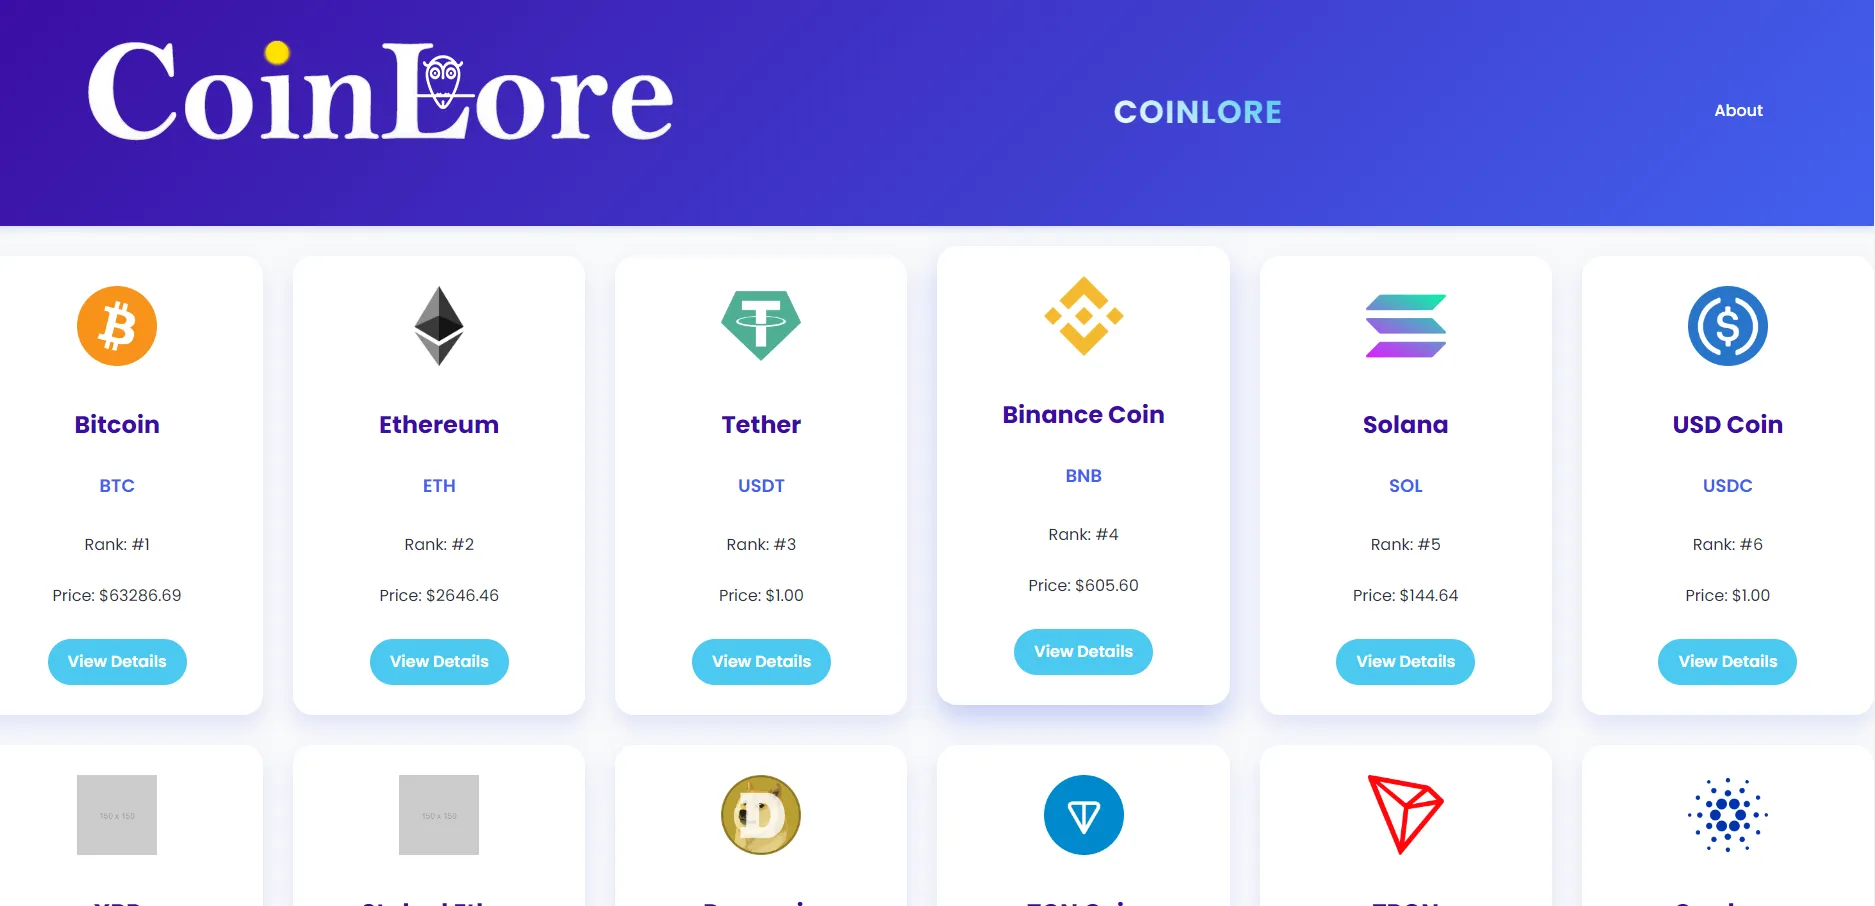 CoinLore
COINLORE
About
Bitcoin
BTC
Rank: #1
Price: $63286.69
View Details
Ethereum
ETH
Rank: #2
Price: $2646.46
View Details
Tether
USDT
Rank: #3
Price: $1.00
View Details
Binance Coin
BNB
Rank: #4
Price: $605.60
View Details
Solana
SOL
Rank: #5
Price: $144.64
View Details
USD Coin
USDC
Rank: #6
Price: $1.00
View Details
150 x 150
150 x 150
XRP
TRON